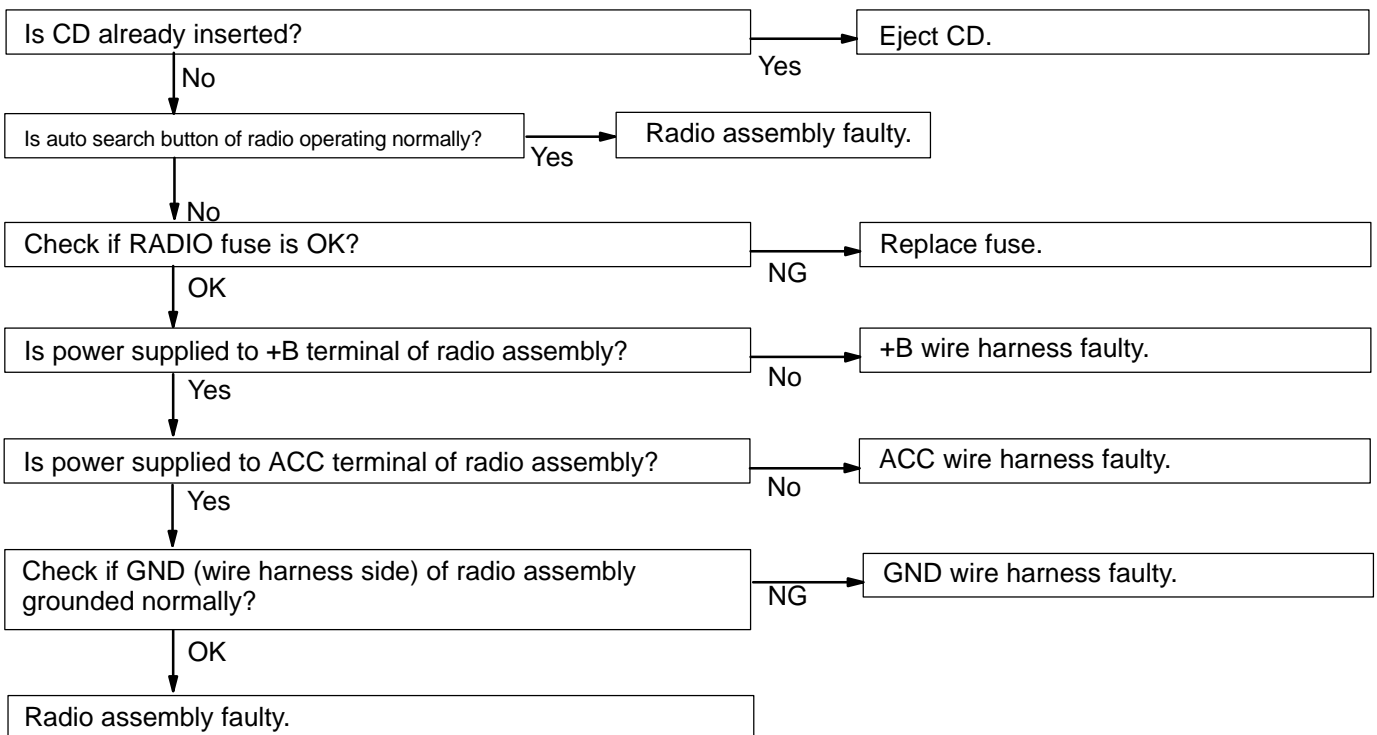 Is CD already inserted?
Eject CD.
Yes
No
Is auto search button of radio operating normally?
Radio assembly faulty.
Yes
No
Check if RADIO fuse is OK?
Replace fuse.
NG
OK
Is power supplied to +B terminal of radio assembly?
+B wire harness faulty.
No
Yes
Is power supplied to ACC terminal of radio assembly?
ACC wire harness faulty.
No
Yes
Check if GND (wire harness side) of radio assembly
grounded normally?
GND wire harness faulty.
NG
OK
Radio assembly faulty.